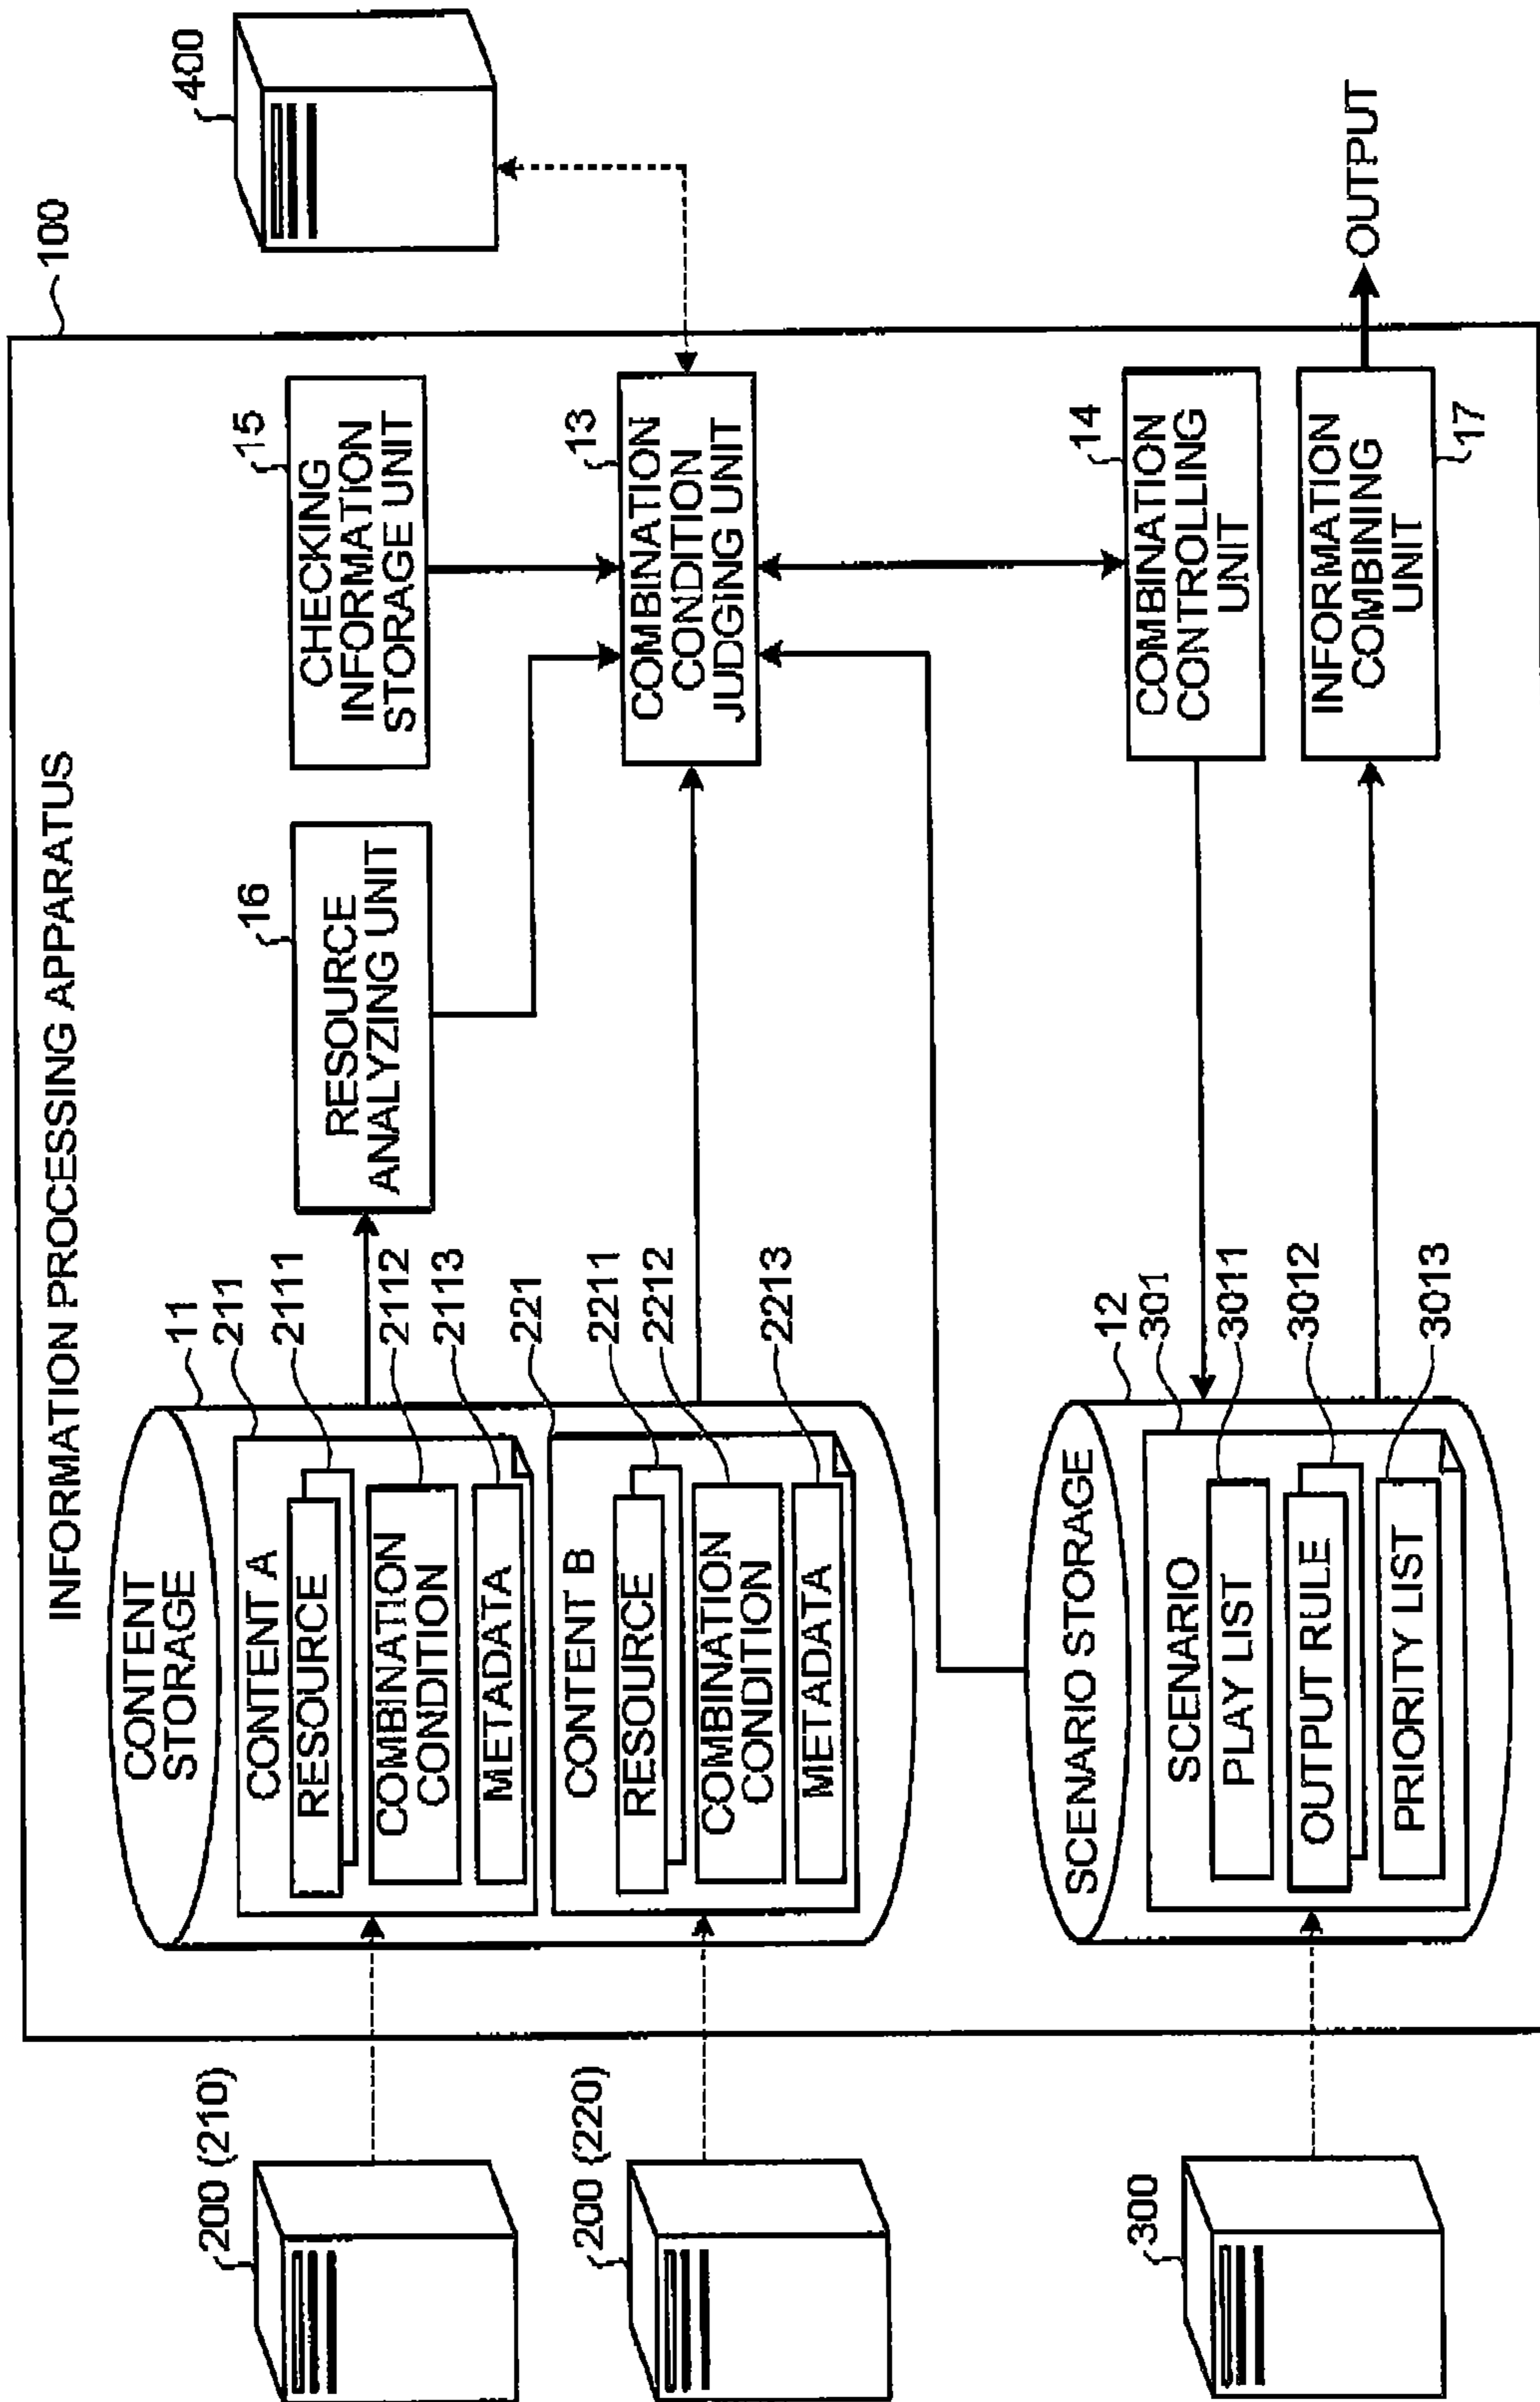 INFORMATION PROCESSING APPARATUS
100
400
200 (210)
200 (220)
300
CONTENT
STORAGE
11
CONTENT A
211
RESOURCE
2111
COMBINATION
CONDITION
2112
METADATA
2113
CONTENT B
221
RESOURCE
2211
COMBINATION
CONDITION
2212
METADATA
2213
SCENARIO STORAGE
12
SCENARIO
3011
PLAY LIST
301
OUTPUT RULE
3012
PRIORITY LIST
3013
16
RESOURCE
ANALYZING UNIT
15
CHECKING
INFORMATION
STORAGE UNIT
13
COMBINATION
CONDITION
JUDGING UNIT
14
COMBINATION
CONTROLLING
UNIT
INFORMATION
COMBINING
UNIT
17
OUTPUT